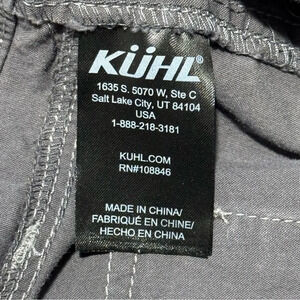 KÜHL®
1635 S. 5070 W, Ste C
Salt Lake City, UT 84104
USA
1-888-218-3181
KUHL.COM
RN#108846
MADE IN CHINA/
FABRIQUÉ EN CHINE/
HECHO EN CHINA